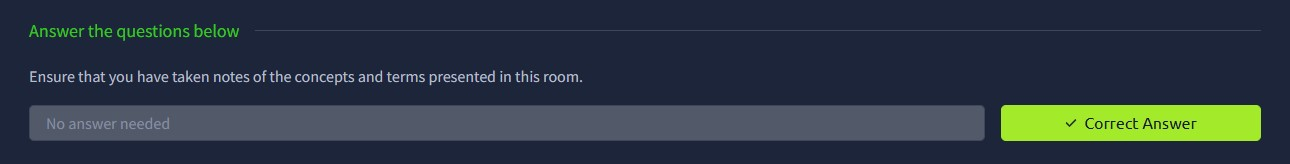 Answer the questions below
Ensure that you have taken notes of the concepts and terms presented in this room.
No answer needed
✓ Correct Answer